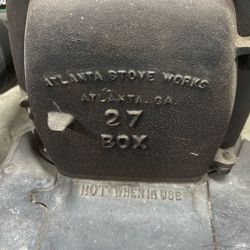 ATLANTA STOVE WORKS
ATLANTA, GA.
27
BOX
HOT WHEN IN USE